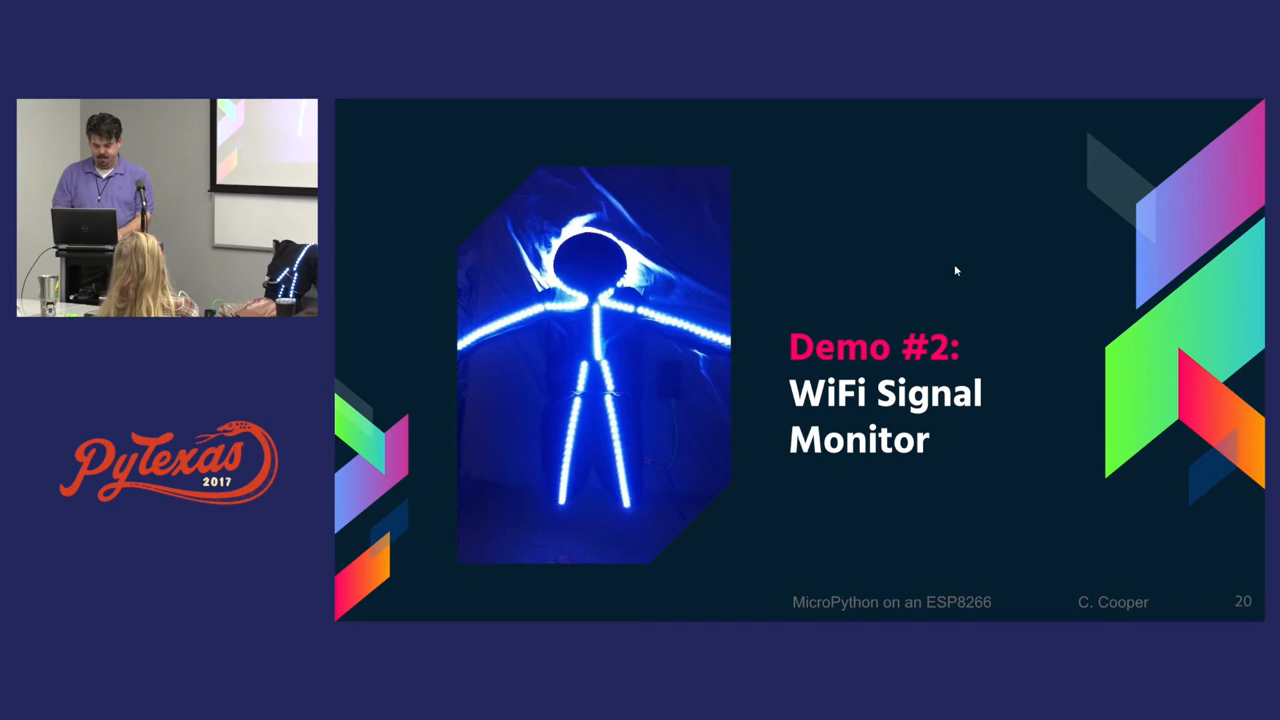 PyTexas
2017
Demo #2:
WiFi Signal
Monitor
MicroPython on an ESP8266
C. Cooper
20